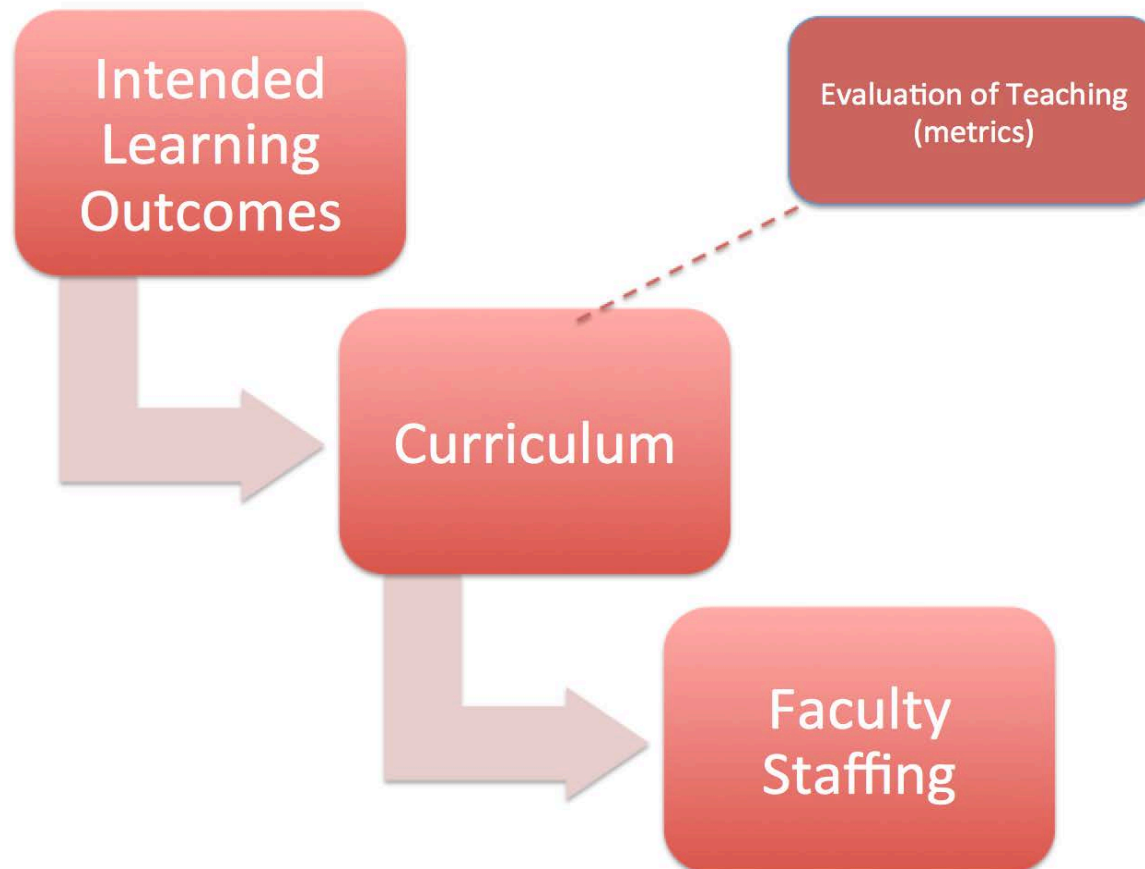 Intended
Learning
Outcomes
Evaluation of Teaching
(metrics)
Curriculum
Faculty
Staffing